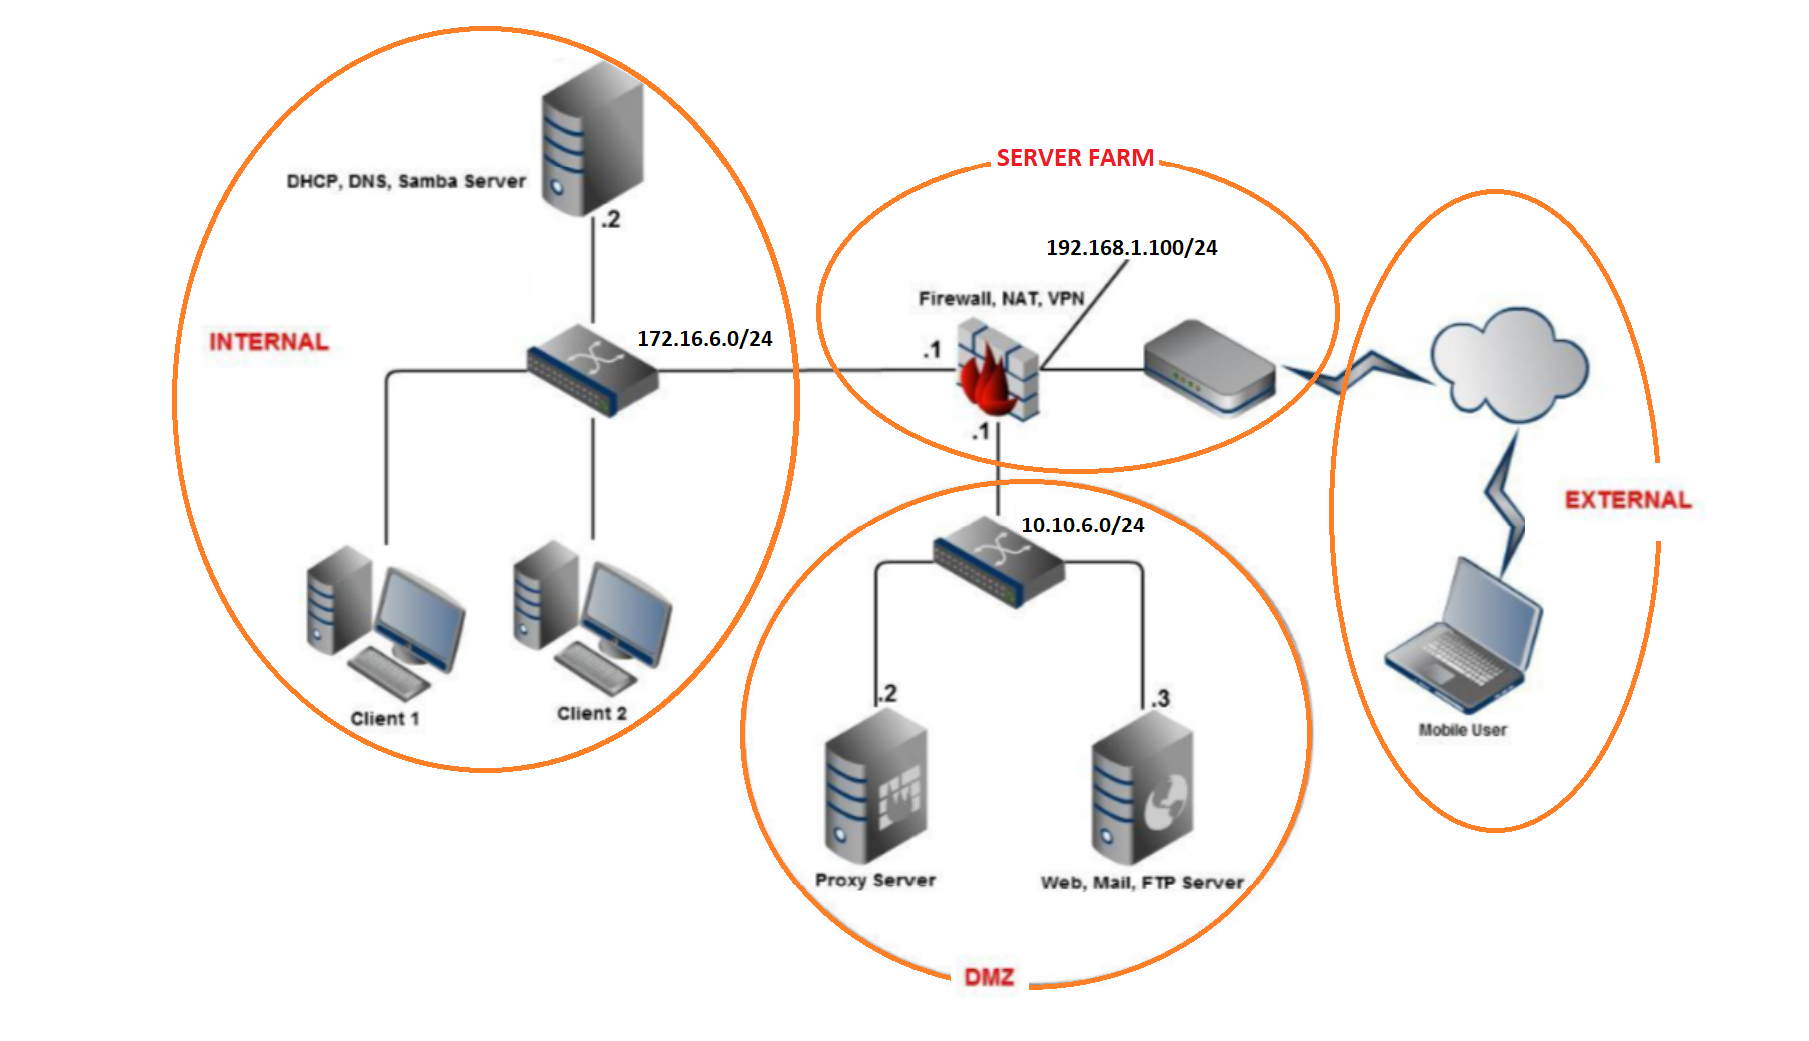 SERVER FARM
DHCP, DNS, Samba Server
.2
192.168.1.100/24
Firewall, NAT, VPN
INTERNAL
172.16.6.0/24
.1
.1
EXTERNAL
10.10.6.0/24
.2
.3
Client 1
Client 2
Mobile User
Proxy Server
Web, Mail, FTP Server
DMZ